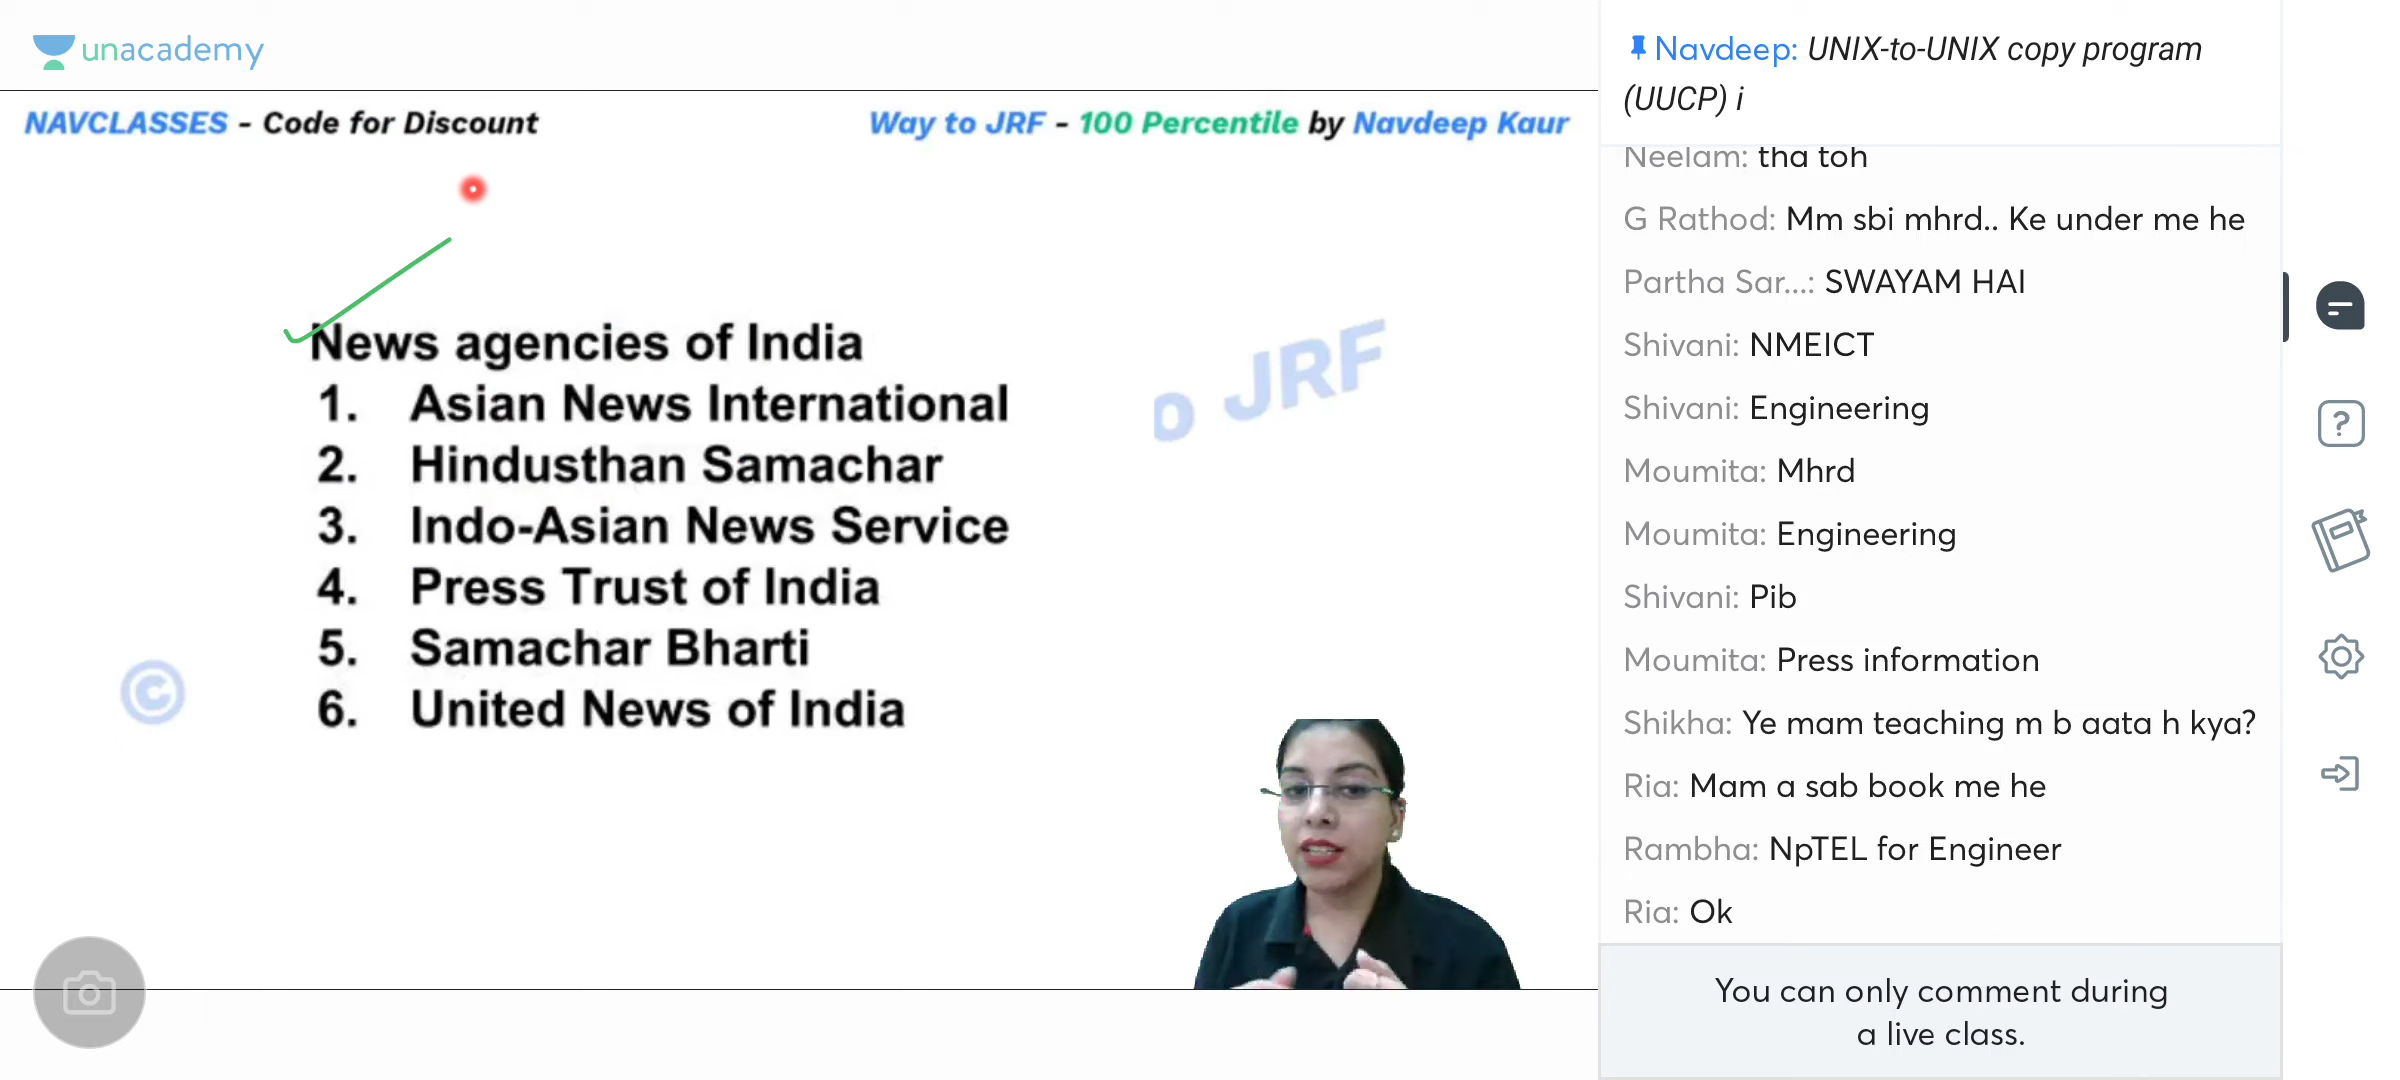 unacademy
NAVCLASSES - Code for Discount
Way to JRF - 100 Percentile by Navdeep Kaur
News agencies of India
1. Asian News International
2. Hindusthan Samachar
3. Indo-Asian News Service
4. Press Trust of India
5. Samachar Bharti
6. United News of India
o JRF
©
Navdeep: UNIX-to-UNIX copy program
(UUCP) i
Neelam: tha toh
G Rathod: Mm sbi mhrd.. Ke under me he
Partha Sar...: SWAYAM HAI
Shivani: NMEICT
Shivani: Engineering
Moumita: Mhrd
Moumita: Engineering
Shivani: Pib
Moumita: Press information
Shikha: Ye mam teaching m b aata h kya?
Ria: Mam a sab book me he
Rambha: NpTEL for Engineer
Ria: Ok
You can only comment during
a live class.